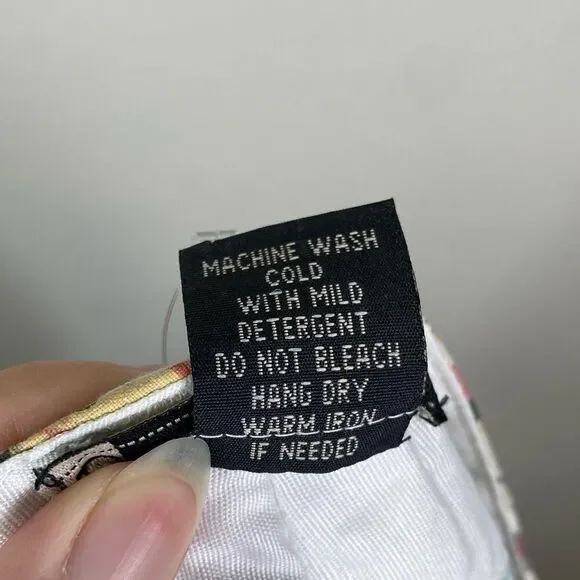 MACHINE WASH
COLD
WITH MILD
DETERGENT
DO NOT BLEACH
HANG DRY
WARM IRON
IF NEEDED